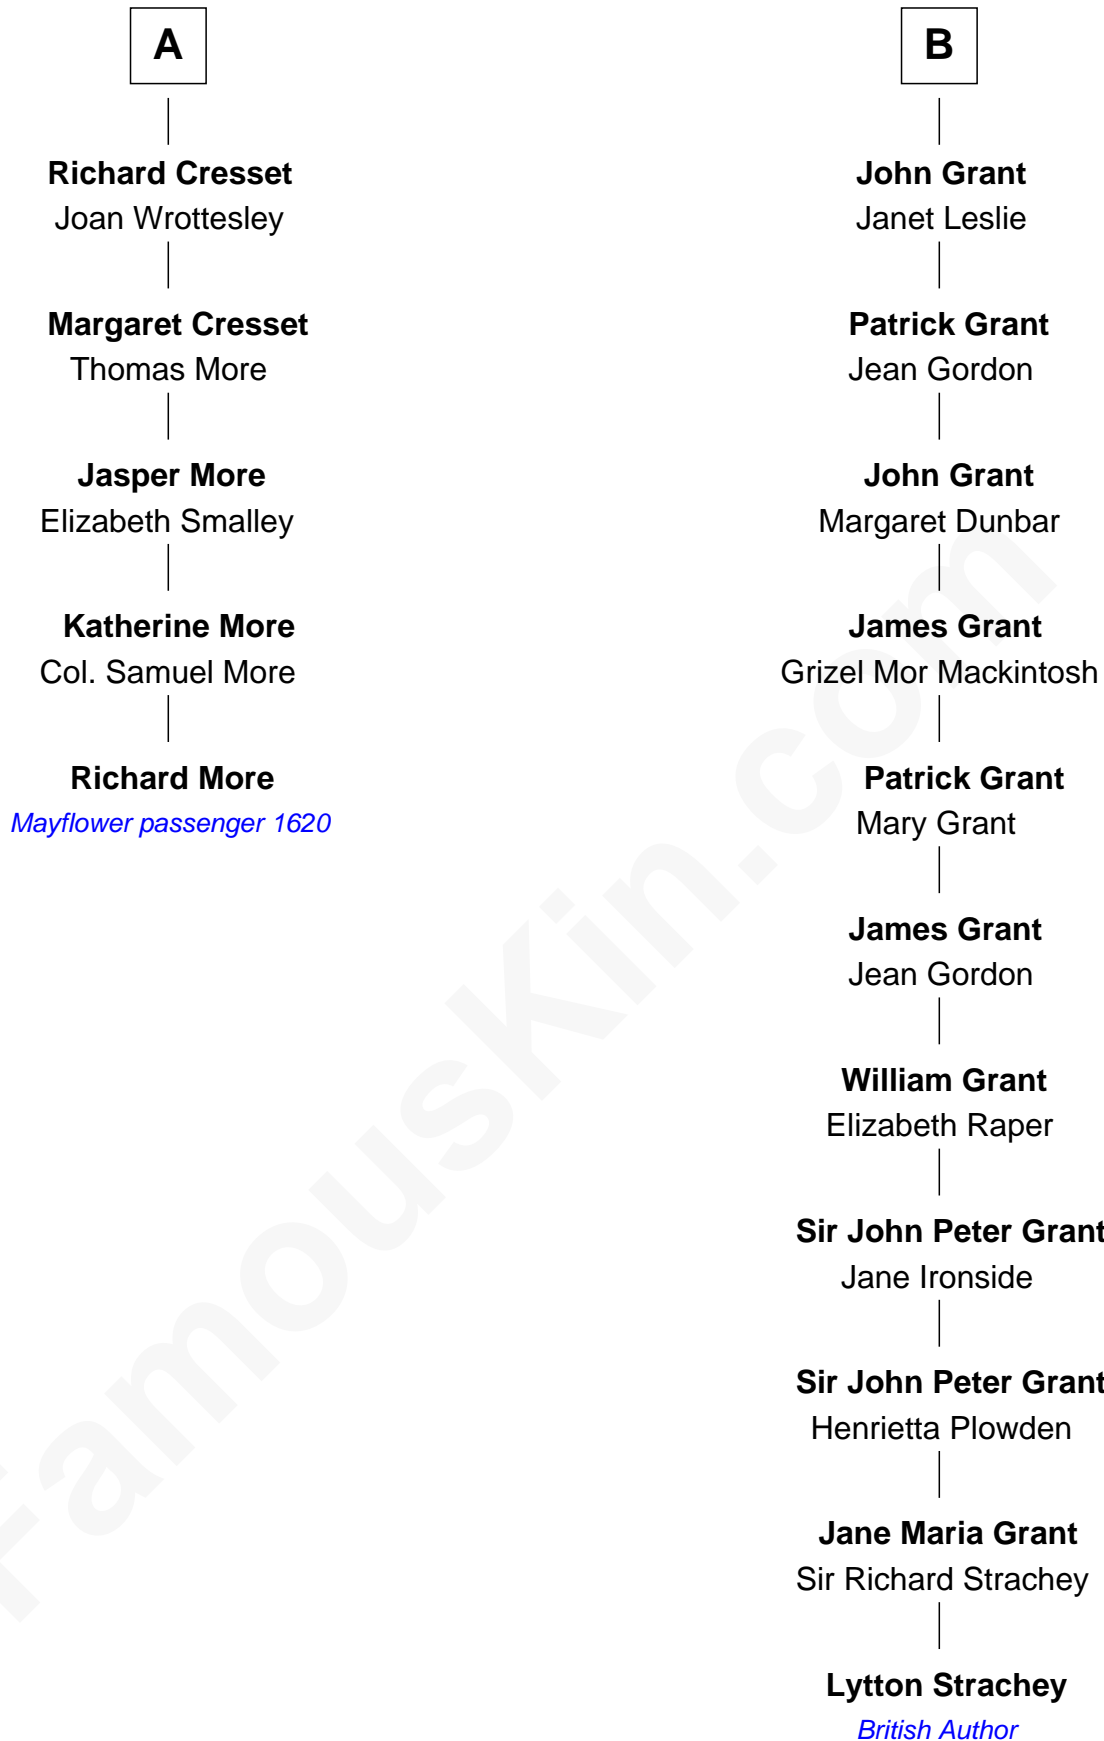 A
Richard Cresset
Joan Wrottesley
Margaret Cresset
Thomas More
Jasper More
Elizabeth Smalley
Katherine More
Col. Samuel More
Richard More
Mayflower passenger 1620
B
John Grant
Janet Leslie
Patrick Grant
Jean Gordon
John Grant
Margaret Dunbar
James Grant
Grizel Mor Mackintosh
Patrick Grant
Mary Grant
James Grant
Jean Gordon
William Grant
Elizabeth Raper
Sir John Peter Grant
Jane Ironside
Sir John Peter Grant
Henrietta Plowden
Jane Maria Grant
Sir Richard Strachey
Lytton Strachey
British Author
FamousKin.com